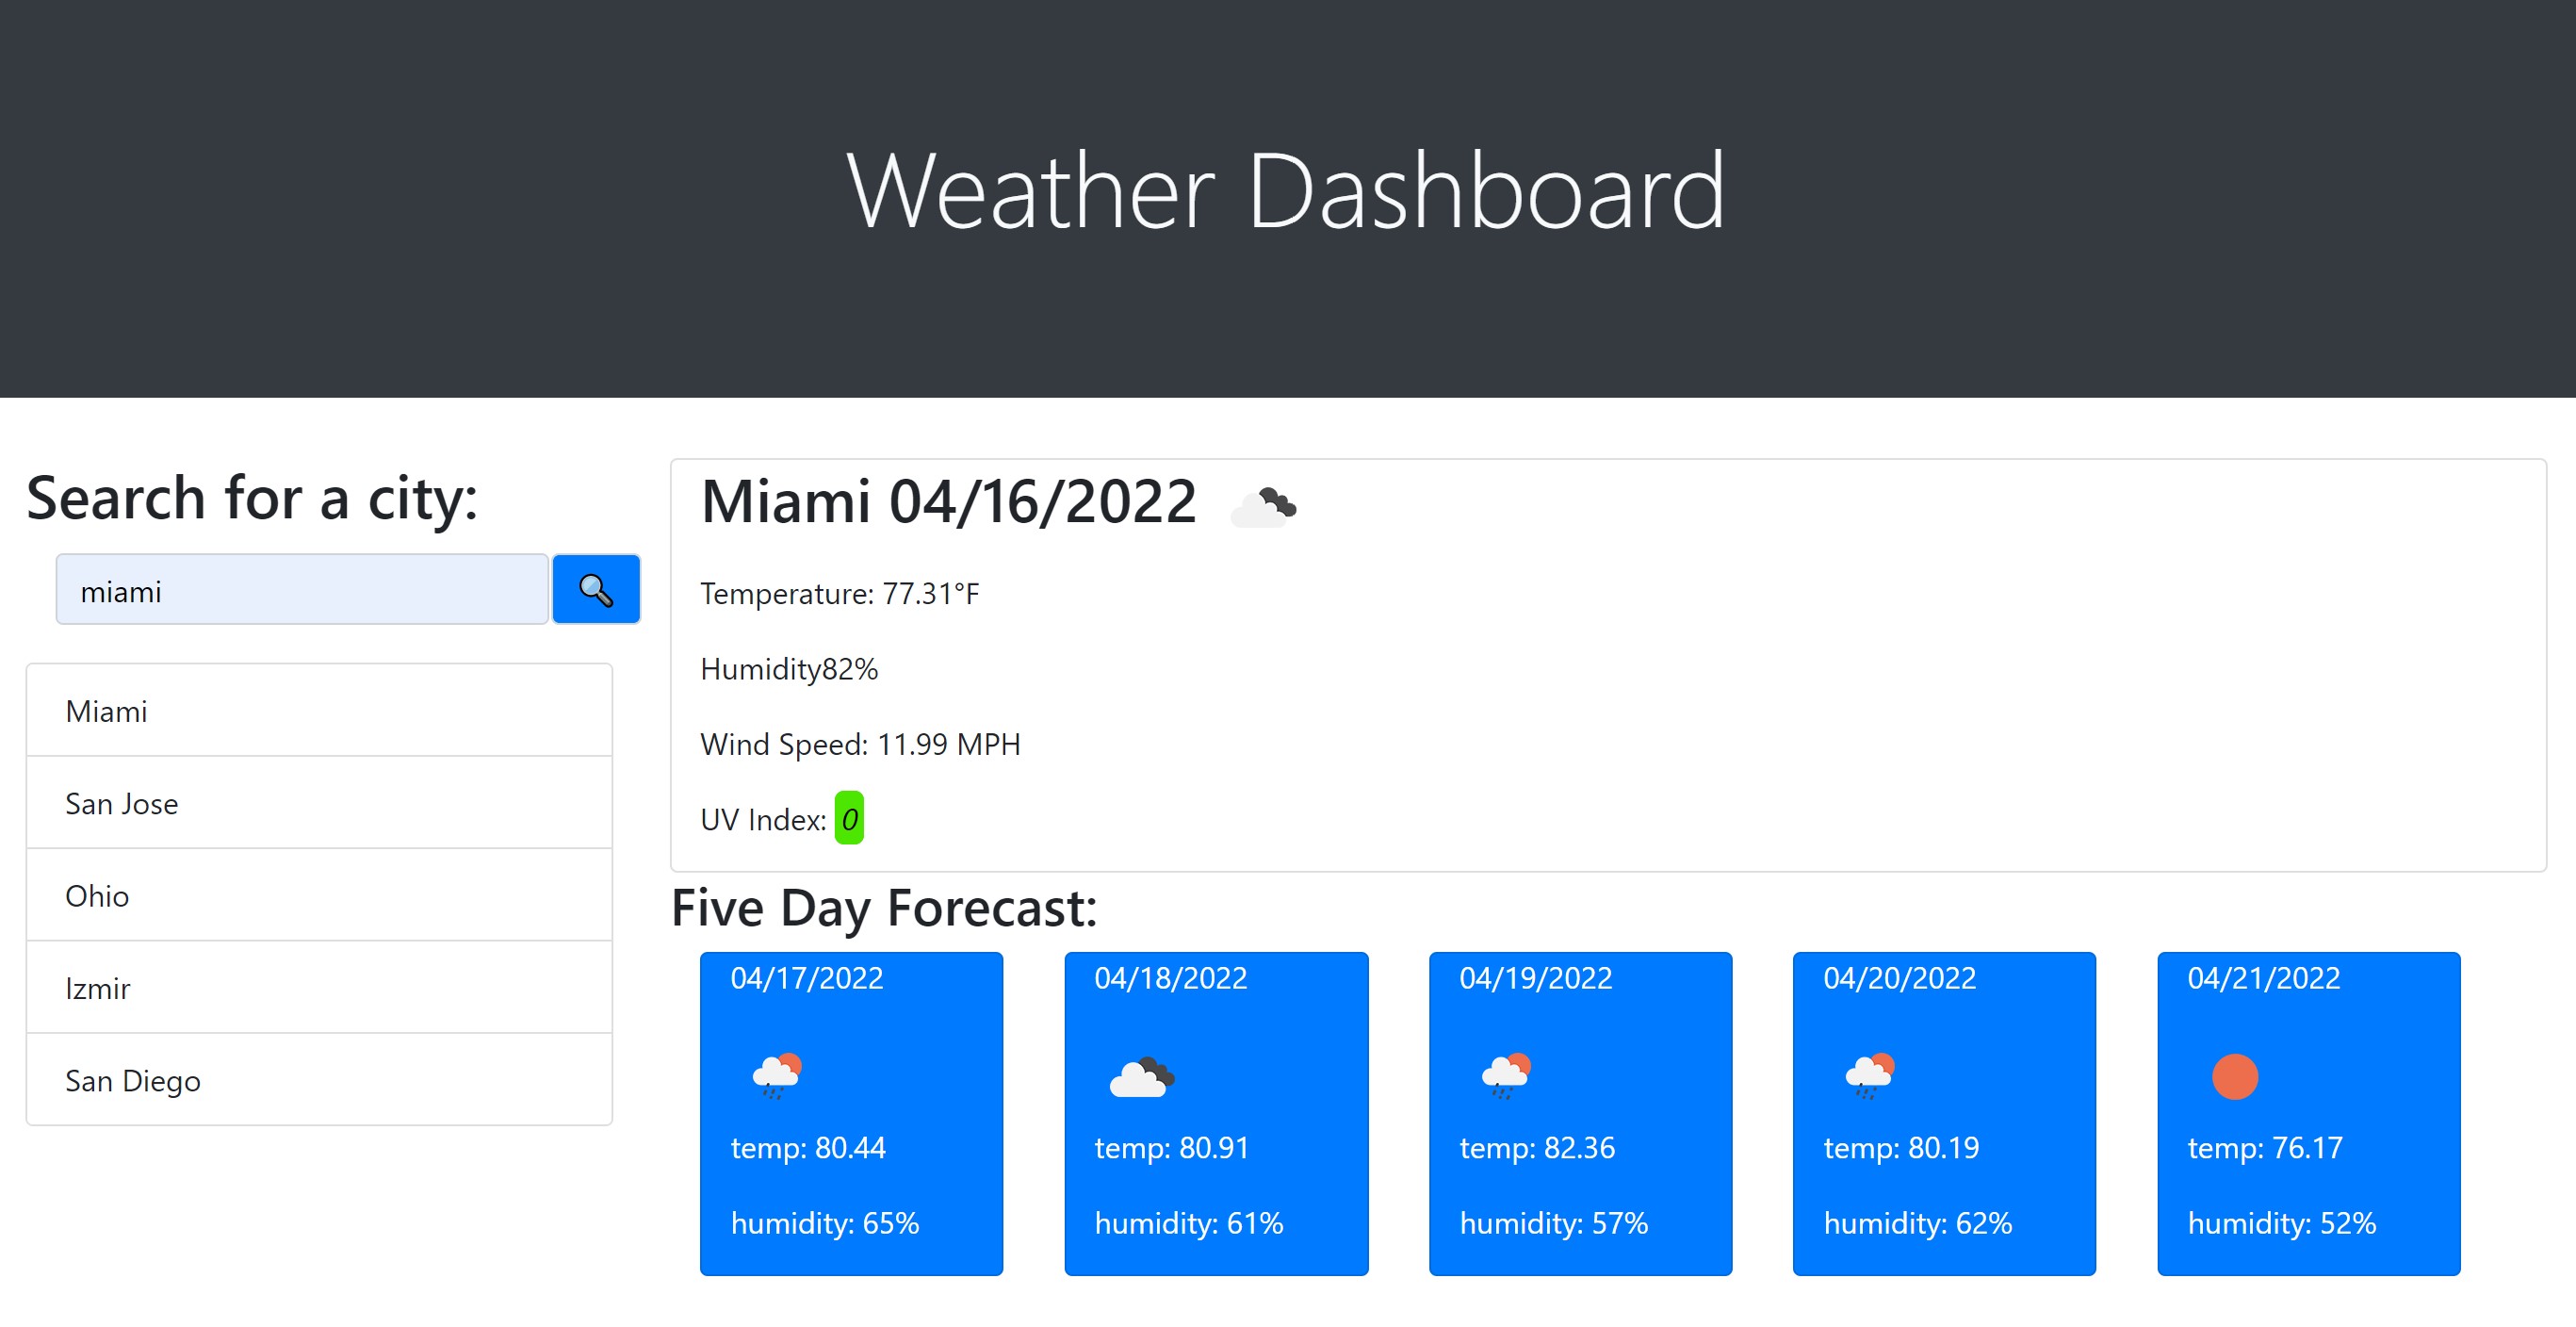 Weather Dashboard
Search for a city:
miami
Miami
San Jose
Ohio
Izmir
San Diego
Miami 04/16/2022
Temperature: 77.31°F
Humidity82%
Wind Speed: 11.99 MPH
UV Index: 0
Five Day Forecast:
04/17/2022
temp: 80.44
humidity: 65%
04/18/2022
temp: 80.91
humidity: 61%
04/19/2022
temp: 82.36
humidity: 57%
04/20/2022
temp: 80.19
humidity: 62%
04/21/2022
temp: 76.17
humidity: 52%